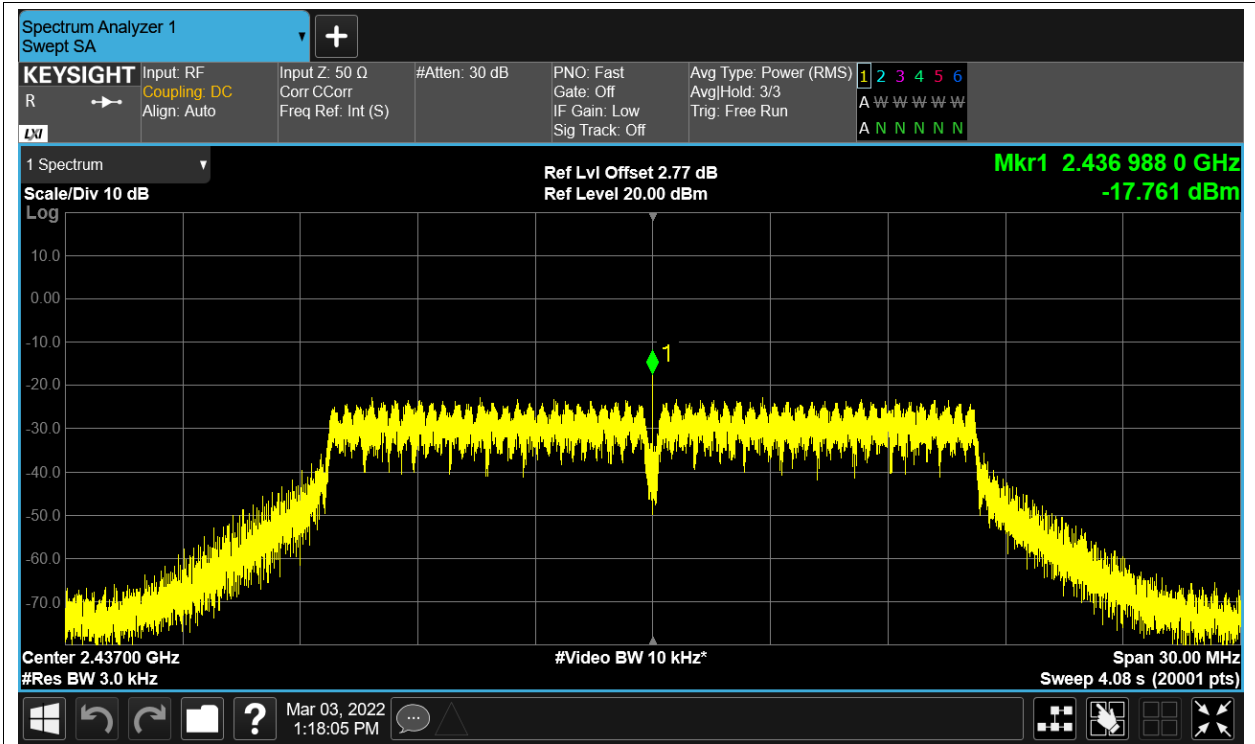 Spectrum Analyzer 1
Swept SA
KEYSIGHT
R
LXI
Input: RF
Coupling: DC
Align: Auto
Input Z: 50 Ω
Corr CCorr
Freq Ref: Int (S)
#Atten: 30 dB
PNO: Fast
Gate: Off
IF Gain: Low
Sig Track: Off
Avg Type: Power (RMS)
Avg|Hold: 3/3
Trig: Free Run
1 2 3 4 5 6
A W W W W W
A N N N N N
1 Spectrum
Scale/Div 10 dB
Log
Ref Lvl Offset 2.77 dB
Ref Level 20.00 dBm
Mkr1 2.436 988 0 GHz
-17.761 dBm
10.0
0.00
-10.0
1
-20.0
-30.0
-40.0
-50.0
-60.0
-70.0
Center 2.43700 GHz
#Res BW 3.0 kHz
#Video BW 10 kHz*
Span 30.00 MHz
Sweep 4.08 s (20001 pts)
?
Mar 03, 2022
1:18:05 PM